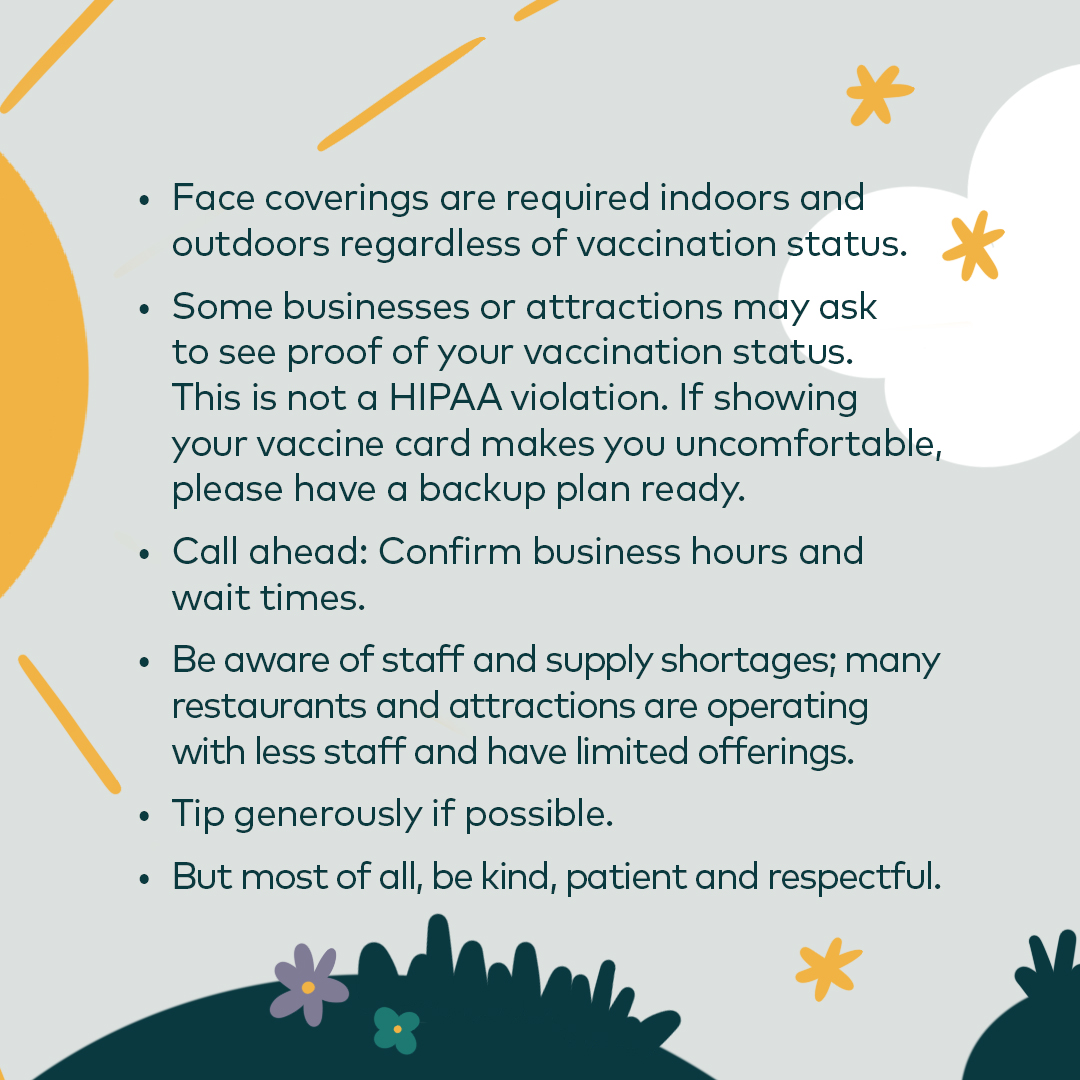 • Face coverings are required indoors and
outdoors regardless of vaccination status.
• Some businesses or attractions may ask
to see proof of your vaccination status.
This is not a HIPAA violation. If showing
your vaccine card makes you uncomfortable,
please have a backup plan ready.
• Call ahead: Confirm business hours and
wait times.
• Be aware of staff and supply shortages; many
restaurants and attractions are operating
with less staff and have limited offerings.
• Tip generously if possible.
• But most of all, be kind, patient and respectful.